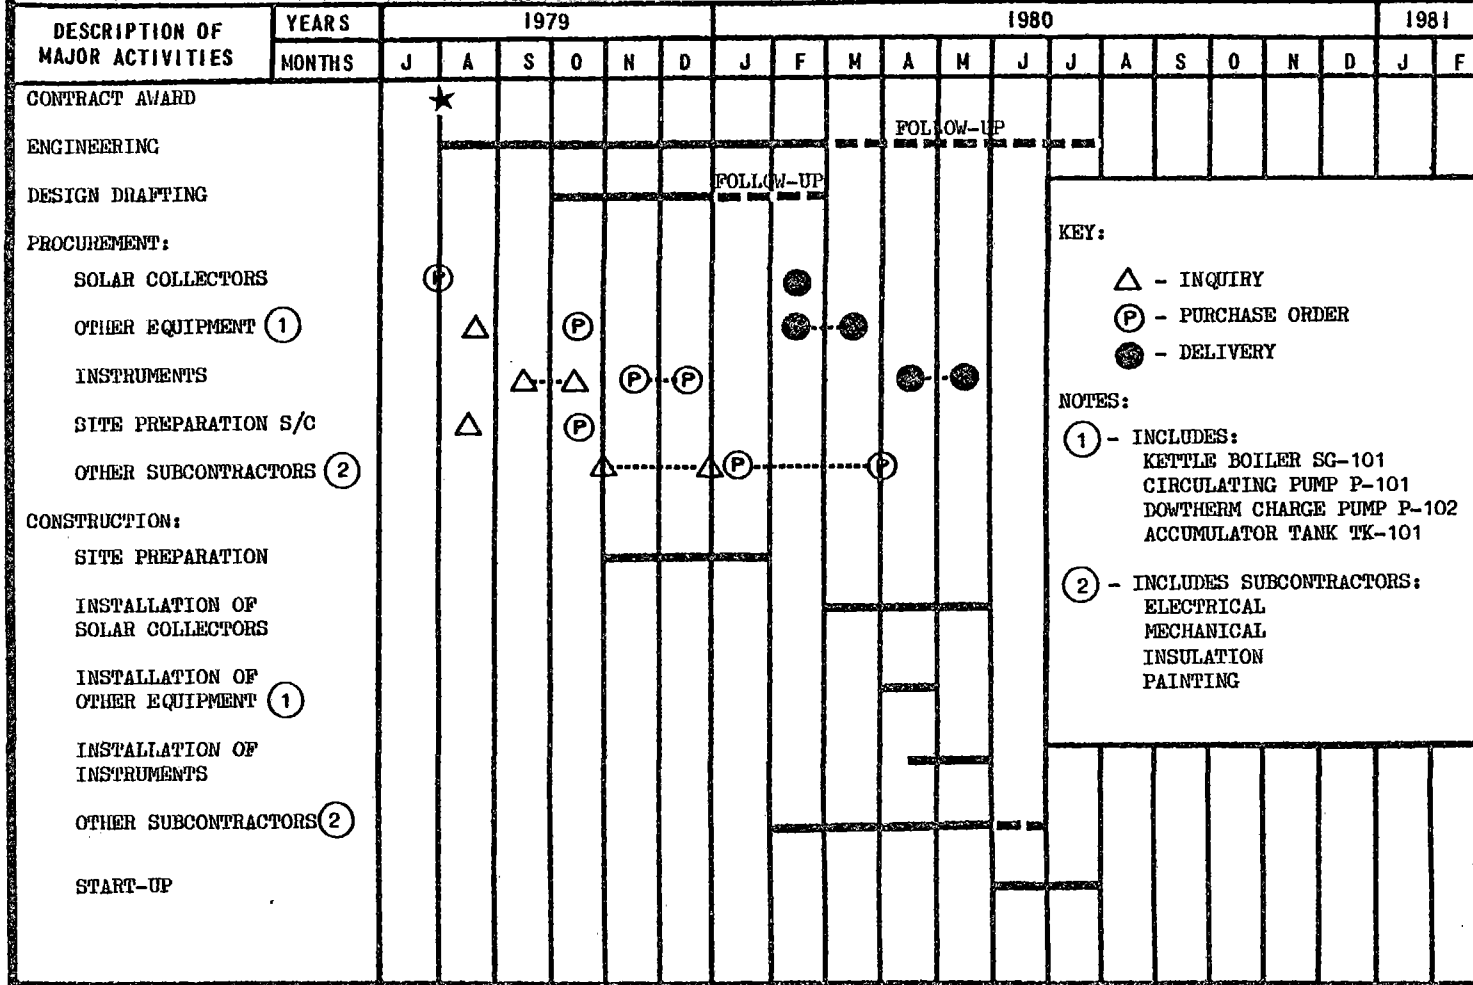 DESCRIPTION OF
MAJOR ACTIVITIES
YEARS
1979
1980
1981
MONTHS
J A S O N D J F M A M J J A S O N D J F
CONTRACT AWARD
ENGINEERING
FOLLOW-UP
DESIGN DRAFTING
FOLLOW-UP
PROCUREMENT:
SOLAR COLLECTORS
P
OTHER EQUIPMENT 1
P
INSTRUMENTS
P P
SITE PREPARATION S/C
P
OTHER SUBCONTRACTORS 2
P P
CONSTRUCTION:
SITE PREPARATION
INSTALLATION OF
SOLAR COLLECTORS
INSTALLATION OF
OTHER EQUIPMENT 1
INSTALLATION OF
INSTRUMENTS
OTHER SUBCONTRACTORS 2
START-UP
KEY:
- INQUIRY
P - PURCHASE ORDER
- DELIVERY
NOTES:
1 - INCLUDES:
KETTLE BOILER SG-101
CIRCULATING PUMP P-101
DOWTHERM CHARGE PUMP P-102
ACCUMULATOR TANK TK-101
2 - INCLUDES SUBCONTRACTORS:
ELECTRICAL
MECHANICAL
INSULATION
PAINTING